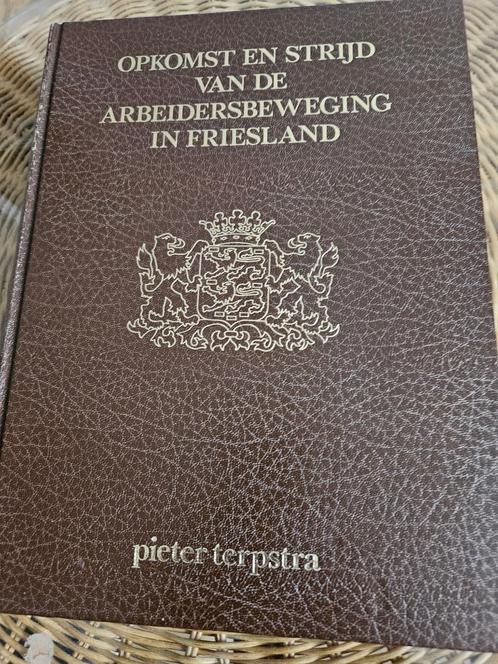 OPKOMST EN STRIJD
VAN DE
ARBEIDERSBEWEGING
IN FRIESLAND
pieter terpstra